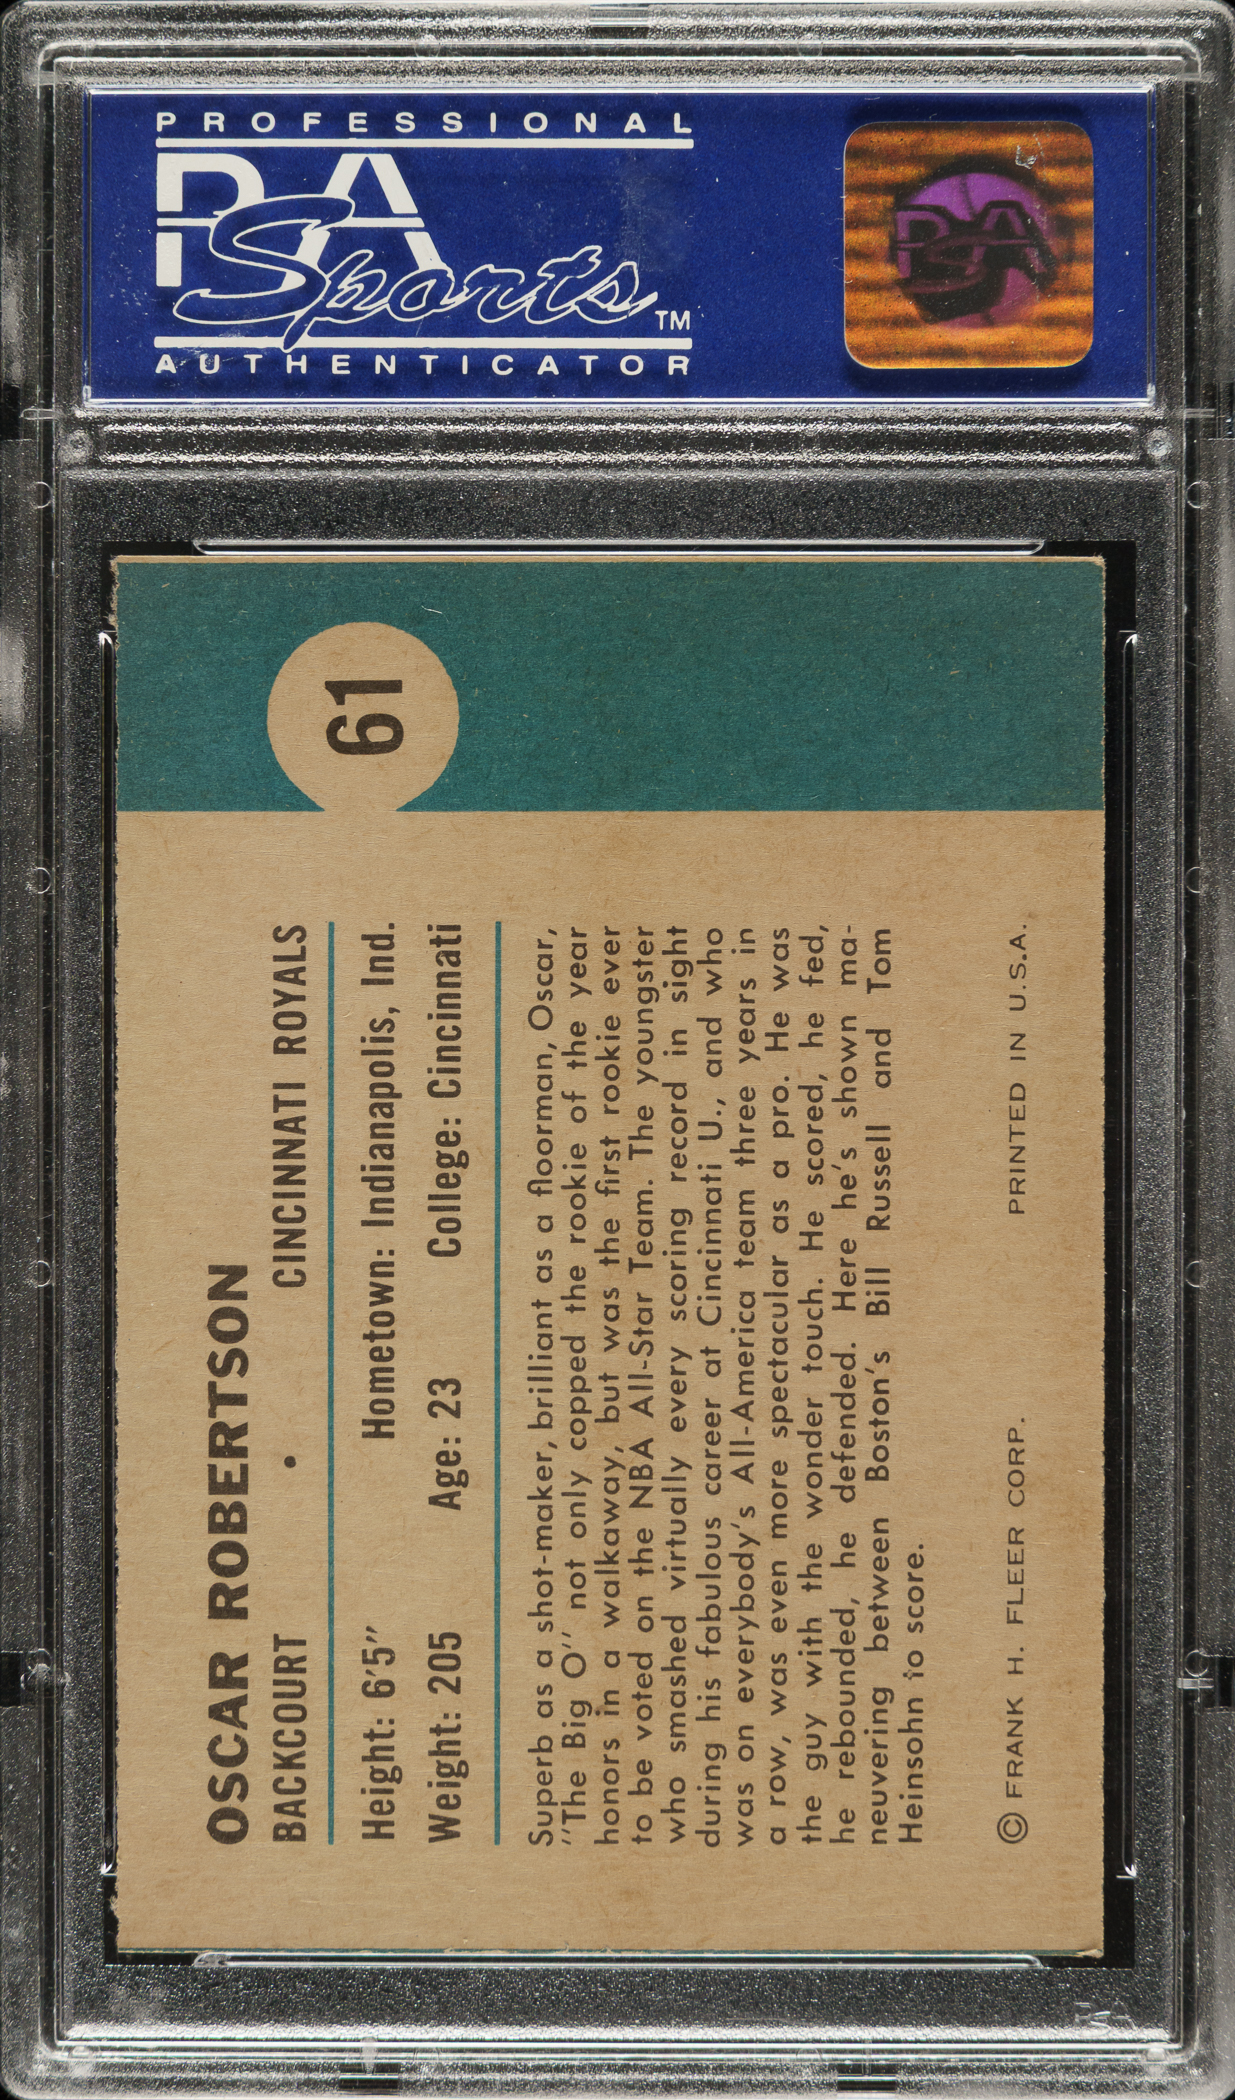 PROFESSIONAL
PSA
Sports™
AUTHENTICATOR
PSA
61
OSCAR ROBERTSON
BACKCOURT • CINCINNATI ROYALS
Height: 6'5" Hometown: Indianapolis, Ind.
Weight: 205 Age: 23 College: Cincinnati
Superb as a shot-maker, brilliant as a floorman, Oscar,
"The Big O" not only copped the rookie of the year
honors in a walkaway, but was the first rookie ever
to be voted on the NBA All-Star Team. The youngster
who smashed virtually every scoring record in sight
during his fabulous career at Cincinnati U., and who
was on everybody's All-America team three years in
a row, was even more spectacular as a pro. He was
the guy with the wonder touch. He scored, he fed,
he rebounded, he defended. Here he's shown ma-
neuvering between Boston's Bill Russell and Tom
Heinsohn to score.
© FRANK H. FLEER CORP. PRINTED IN U.S.A.
PSA